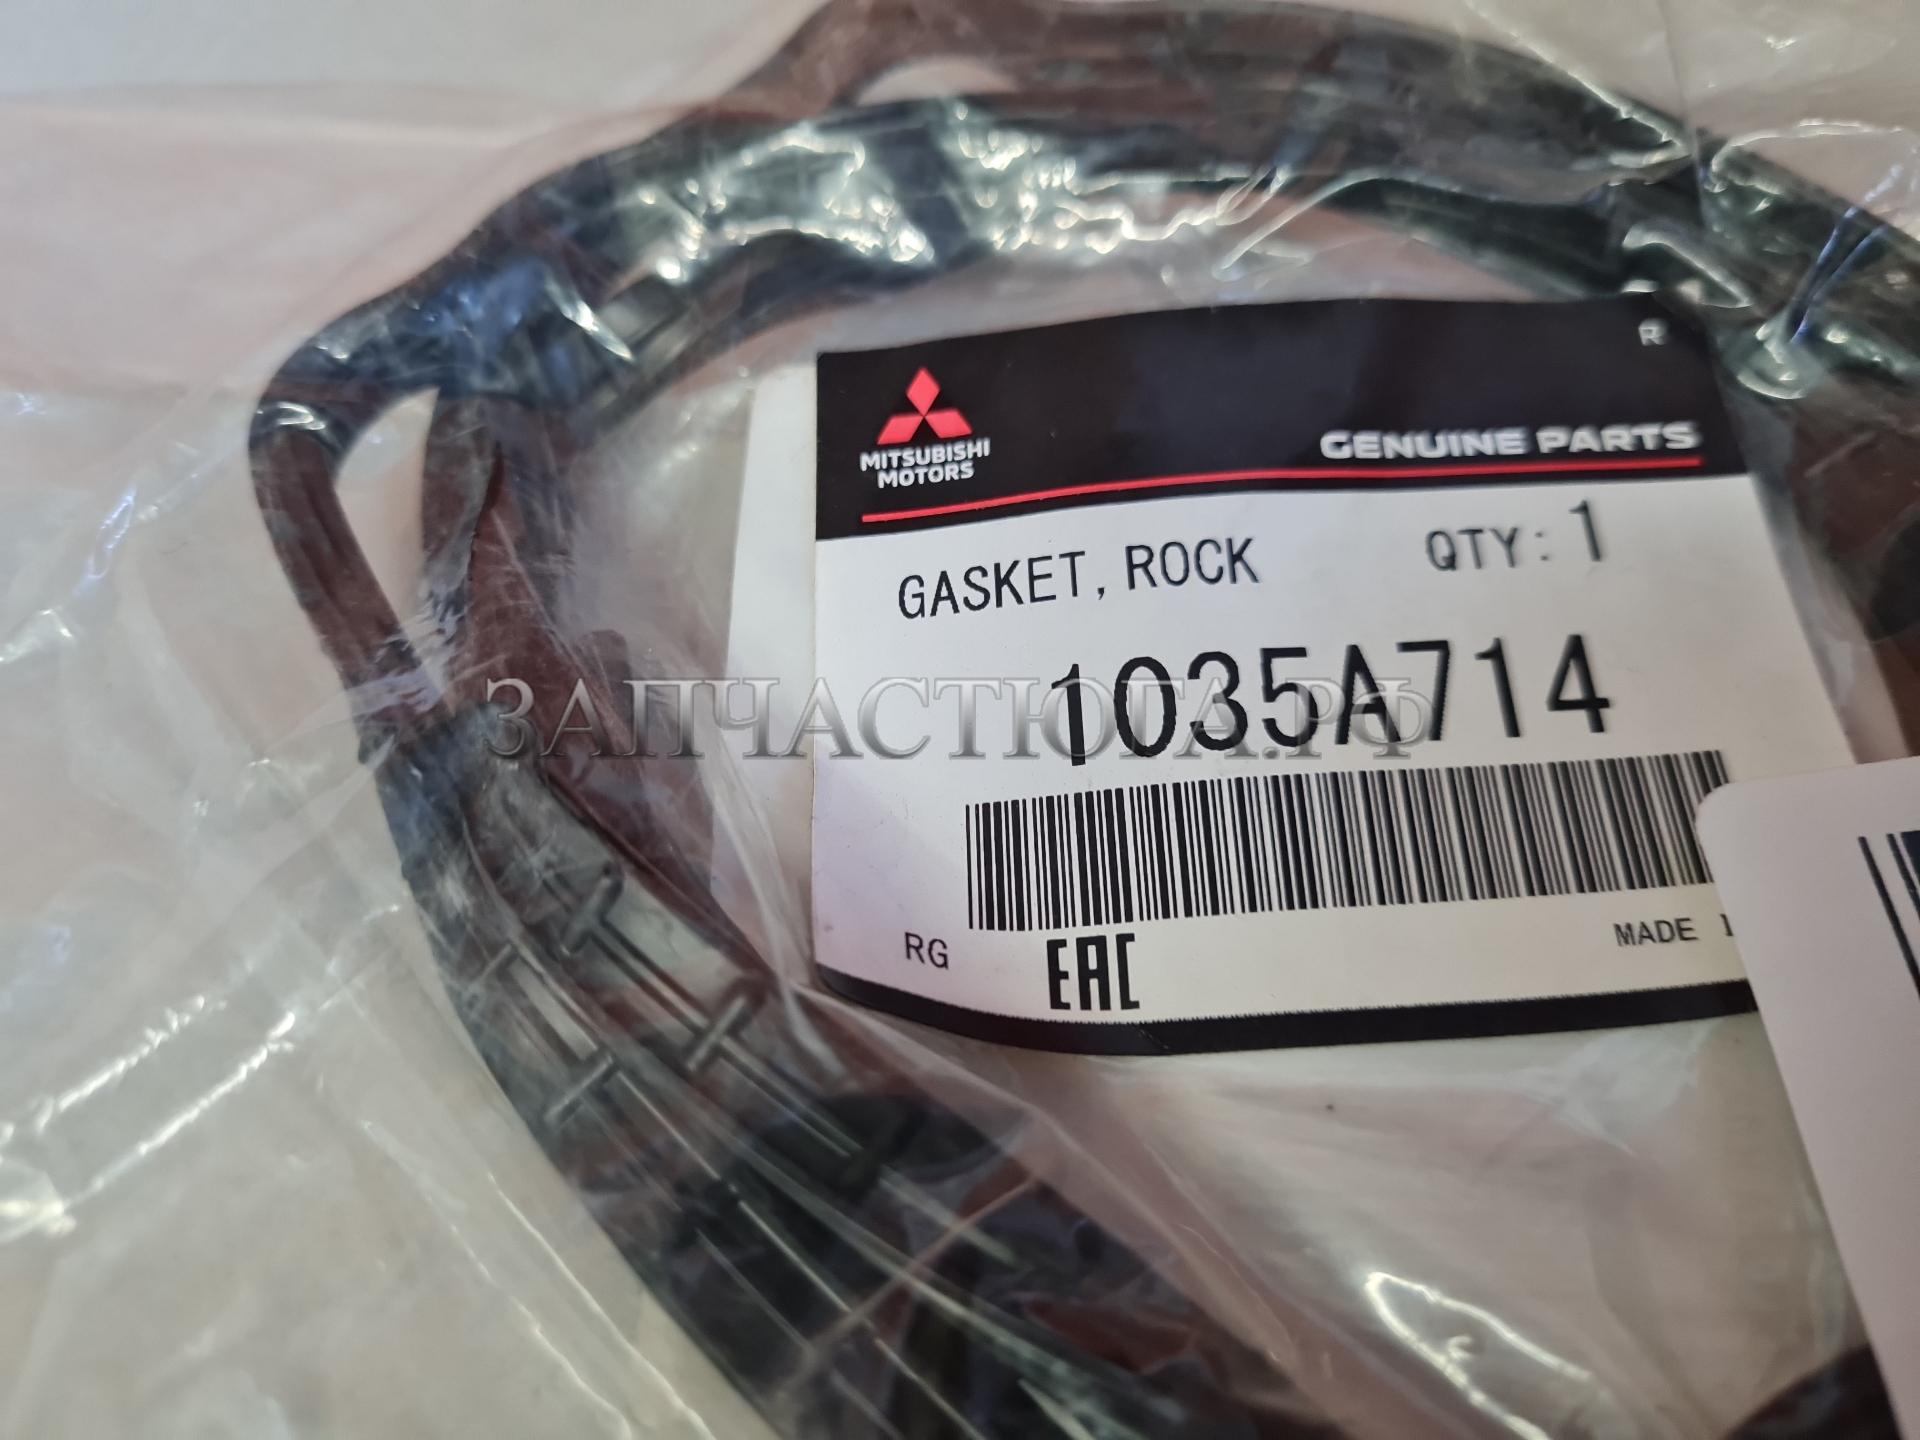 R
MITSUBISHI
MOTORS
GENUINE PARTS
GASKET, ROCK QTY: 1
1035A714
ЗАПЧАСТЮГА.РФ
RG
EAC
MADE